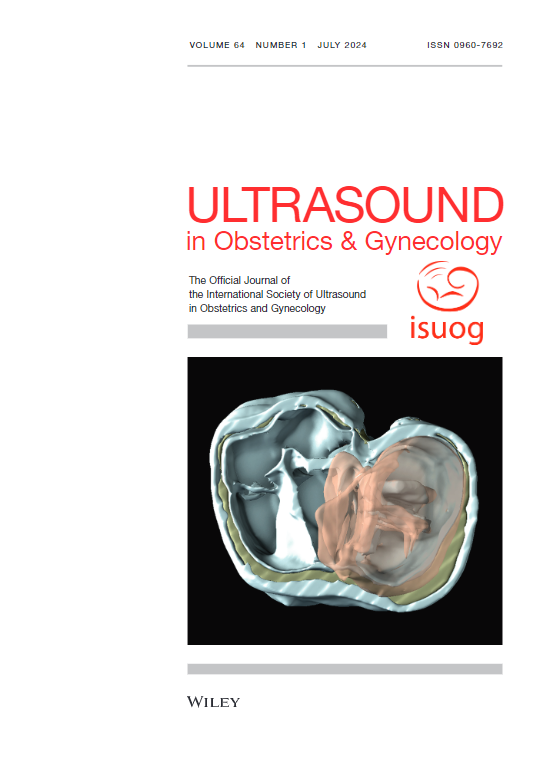 VOLUME 64 NUMBER 1 JULY 2024 ISSN 0960-7692
ULTRASOUND
in Obstetrics & Gynecology
The Official Journal of
the International Society of Ultrasound
in Obstetrics and Gynecology
isuog
WILEY